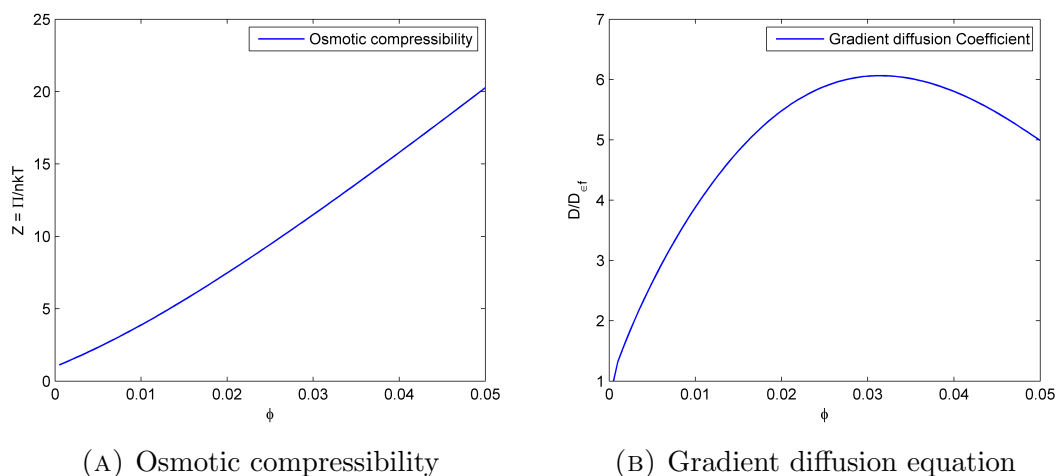 25
20
15
10
5
0
Z = Π/nkT
0 0.01 0.02 0.03 0.04 0.05
ϕ
Osmotic compressibility
(A) Osmotic compressibility
7
6
5
4
3
2
1
D/D_∈f
0 0.01 0.02 0.03 0.04 0.05
ϕ
Gradient diffusion Coefficient
(B) Gradient diffusion equation